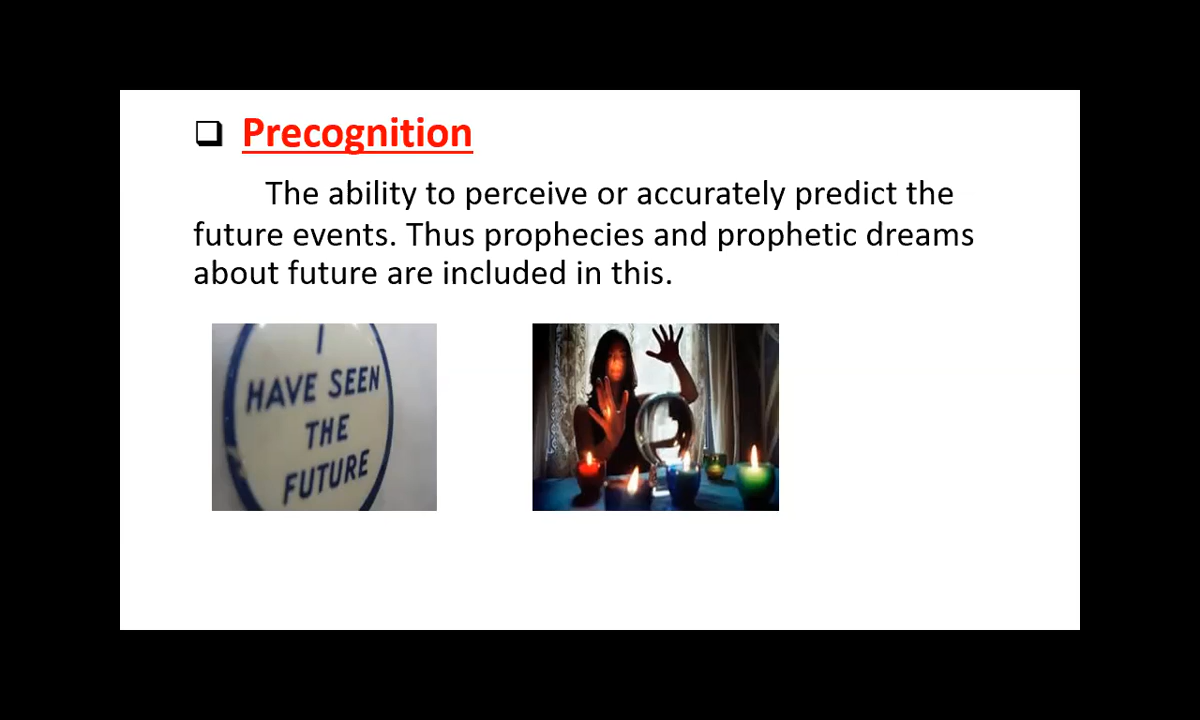 Precognition
The ability to perceive or accurately predict the
future events. Thus prophecies and prophetic dreams
about future are included in this.
I
HAVE SEEN
THE
FUTURE